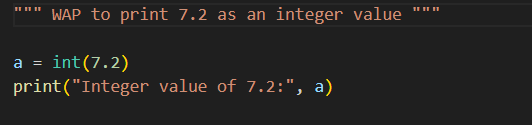 """ WAP to print 7.2 as an integer value """
a = int(7.2)
print("Integer value of 7.2:", a)